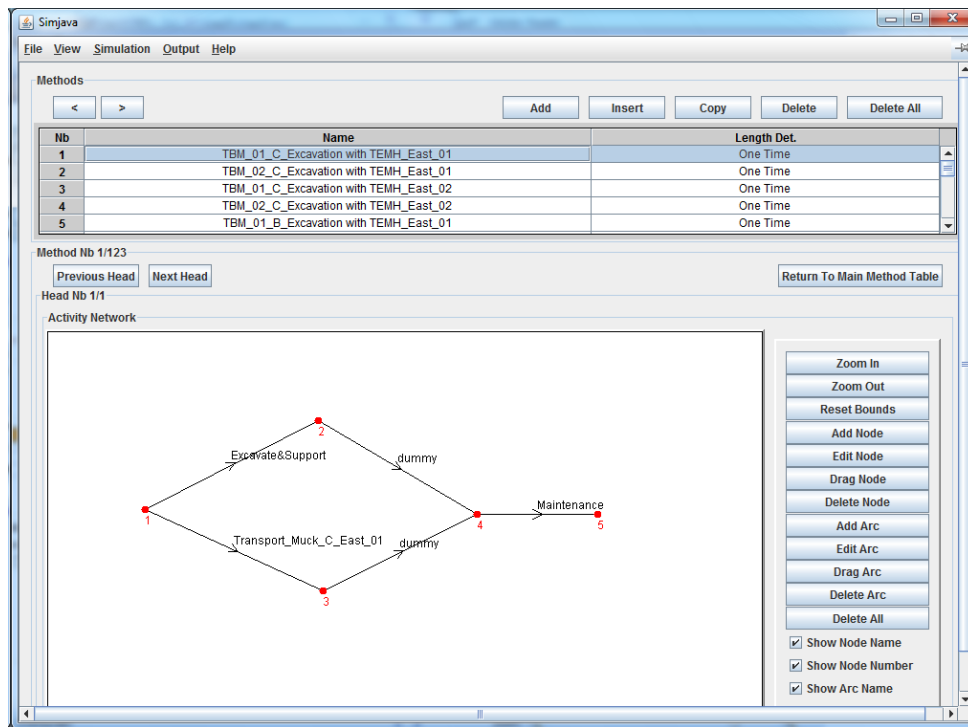 Simjava
File View Simulation Output Help
Methods
< > Add Insert Copy Delete Delete All
Nb Name Length Det.
1 TBM_01_C_Excavation with TEMH_East_01 One Time
2 TBM_02_C_Excavation with TEMH_East_01 One Time
3 TBM_01_C_Excavation with TEMH_East_02 One Time
4 TBM_02_C_Excavation with TEMH_East_02 One Time
5 TBM_01_B_Excavation with TEMH_East_01 One Time
Method Nb 1/123
Previous Head Next Head Return To Main Method Table
Head Nb 1/1
Activity Network
Zoom In
Zoom Out
Reset Bounds
Add Node
Edit Node
Drag Node
Delete Node
Add Arc
Edit Arc
Drag Arc
Delete Arc
Delete All
Show Node Name
Show Node Number
Show Arc Name
2
Excavate&Support dummy
Maintenance
1 4 5
Transport_Muck_C_East_01 dummy
3